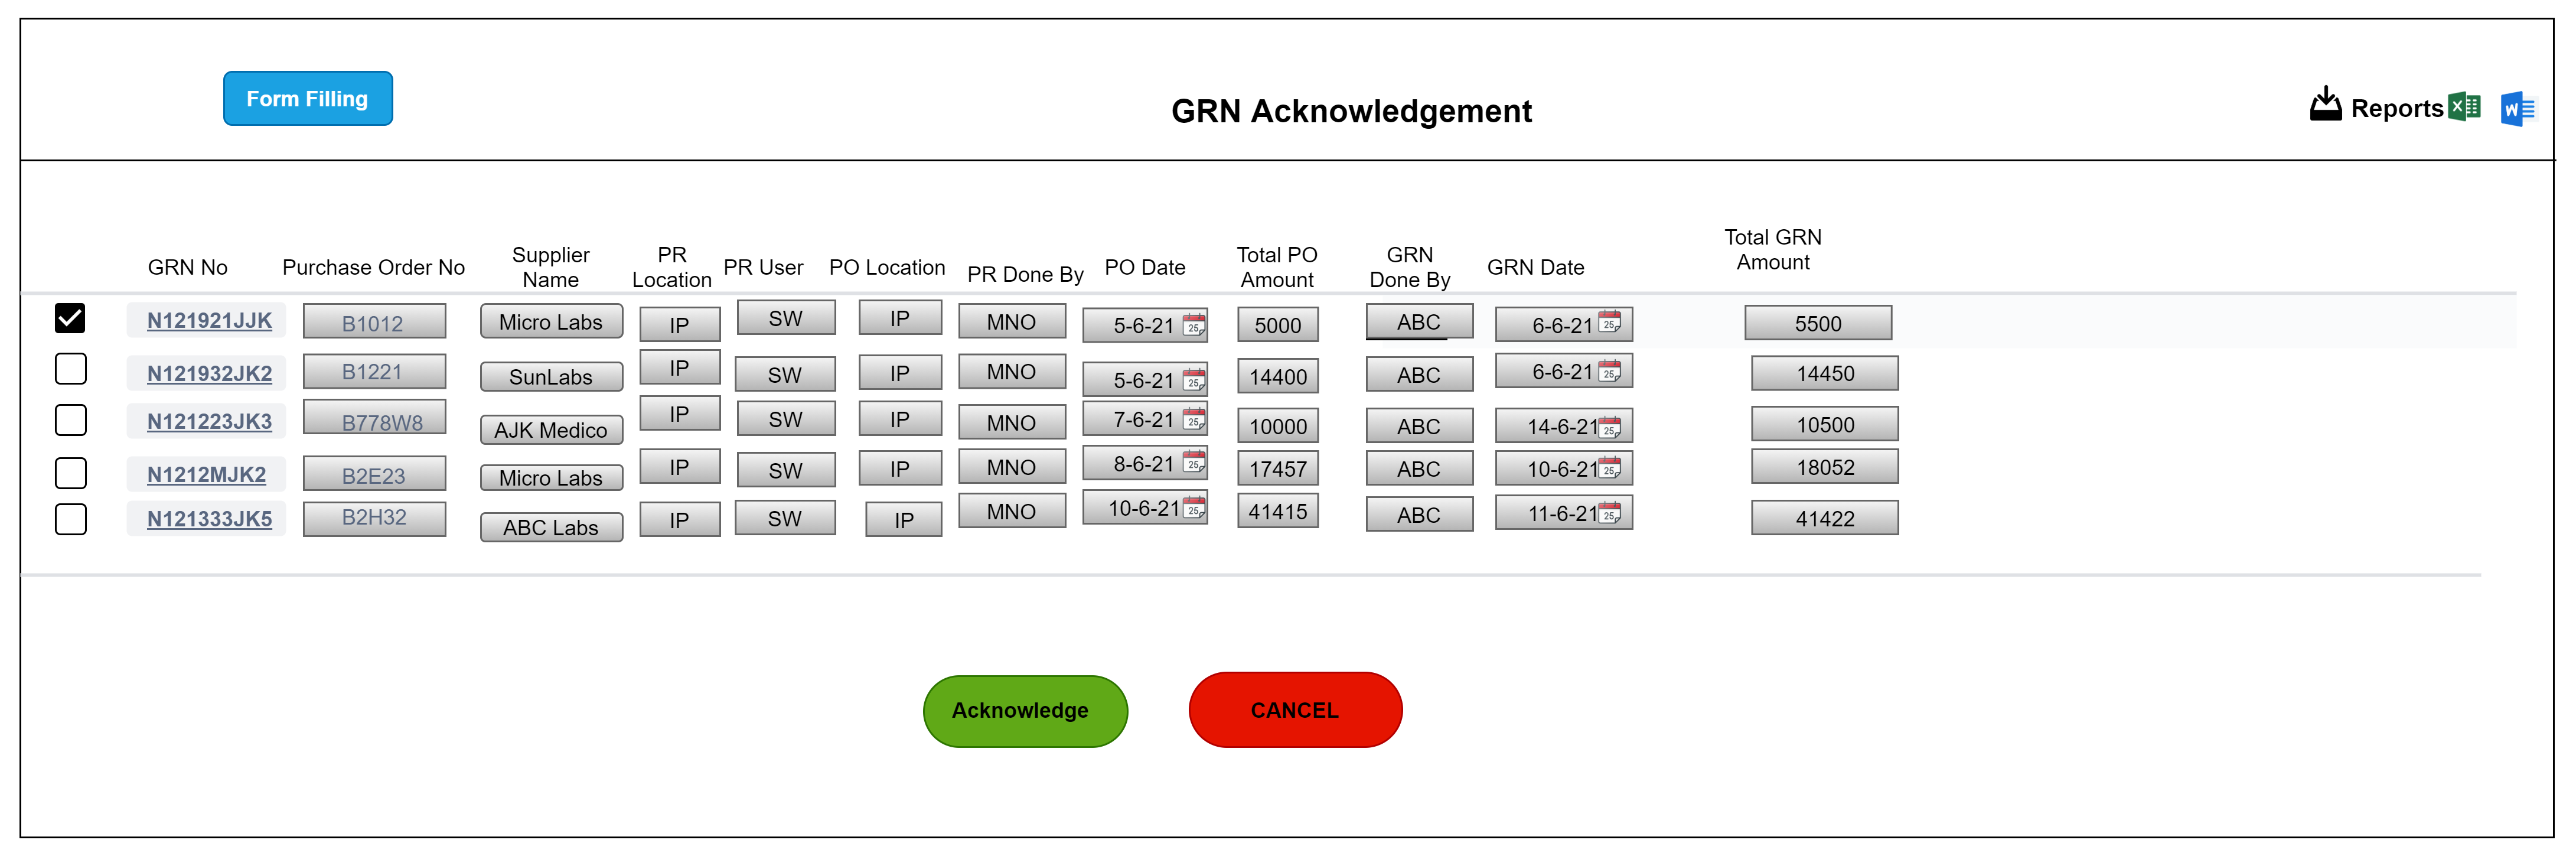 Form Filling
GRN Acknowledgement
Reports
GRN No Purchase Order No Supplier Name PR Location PR User PO Location PR Done By PO Date Total PO Amount GRN Done By GRN Date Total GRN Amount
N121921JJK B1012 Micro Labs IP SW IP MNO 5-6-21 5000 ABC 6-6-21 5500
N121932JK2 B1221 SunLabs IP SW IP MNO 5-6-21 14400 ABC 6-6-21 14450
N121223JK3 B778W8 AJK Medico IP SW IP MNO 7-6-21 10000 ABC 14-6-21 10500
N1212MJK2 B2E23 Micro Labs IP SW IP MNO 8-6-21 17457 ABC 10-6-21 18052
N121333JK5 B2H32 ABC Labs IP SW IP MNO 10-6-21 41415 ABC 11-6-21 41422
Acknowledge CANCEL